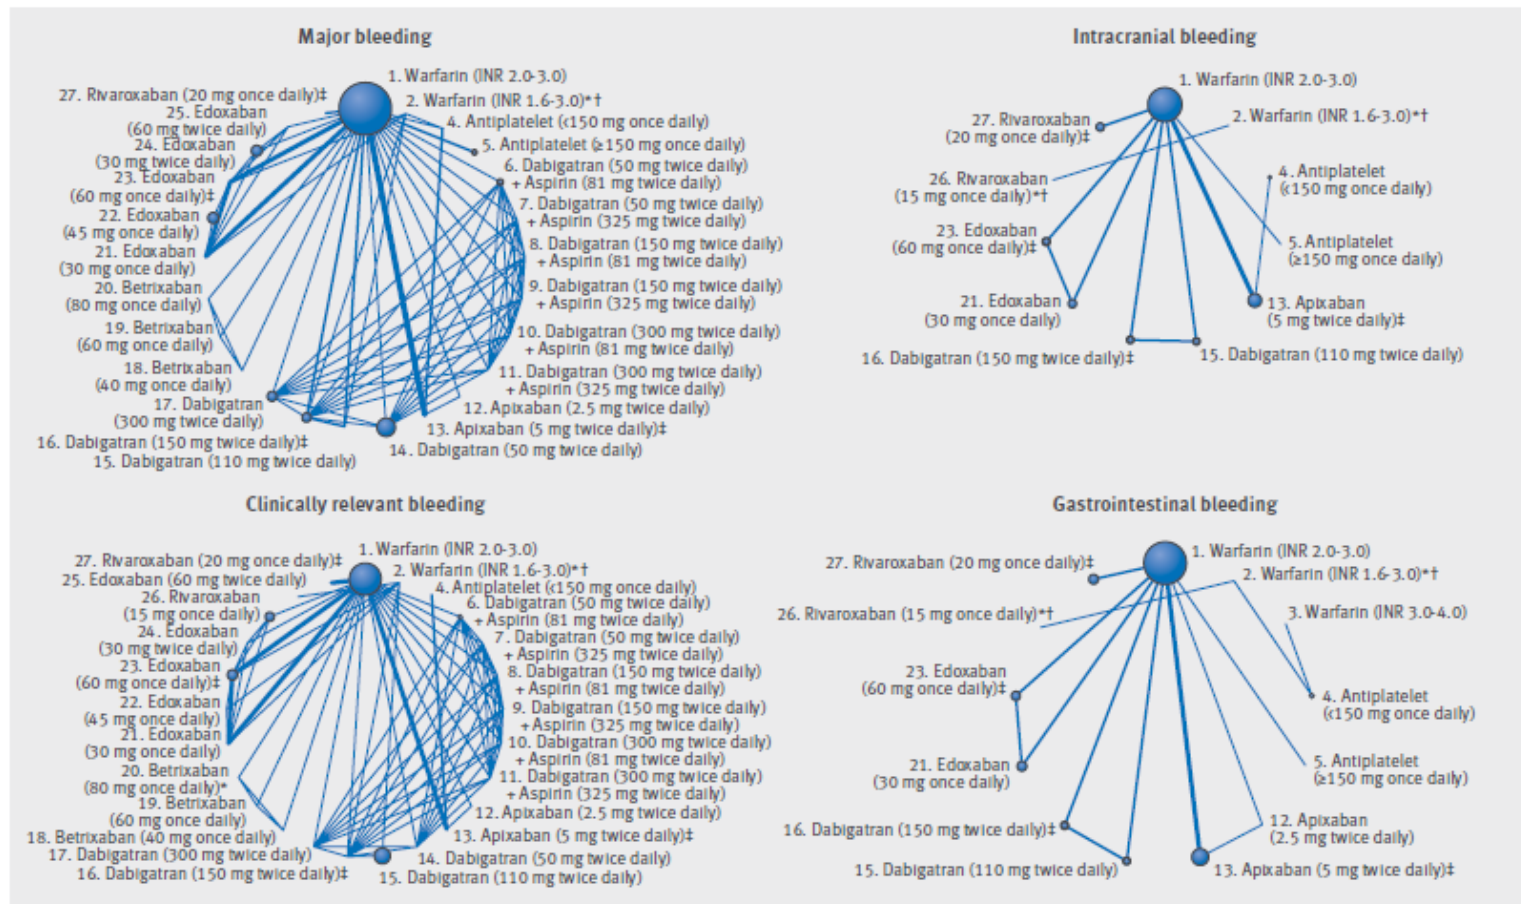 Major bleeding
1. Warfarin (INR 2.0-3.0)
2. Warfarin (INR 1.6-3.0)*†
4. Antiplatelet (<150 mg once daily)
5. Antiplatelet (≥150 mg once daily)
6. Dabigatran (50 mg twice daily)
+ Aspirin (81 mg twice daily)
7. Dabigatran (50 mg twice daily)
+ Aspirin (325 mg twice daily)
8. Dabigatran (150 mg twice daily)
+ Aspirin (81 mg twice daily)
9. Dabigatran (150 mg twice daily)
+ Aspirin (325 mg twice daily)
10. Dabigatran (300 mg twice daily)
+ Aspirin (81 mg twice daily)
11. Dabigatran (300 mg twice daily)
+ Aspirin (325 mg twice daily)
12. Apixaban (2.5 mg twice daily)
13. Apixaban (5 mg twice daily)‡
14. Dabigatran (50 mg twice daily)
15. Dabigatran (110 mg twice daily)
16. Dabigatran (150 mg twice daily)‡
17. Dabigatran
(300 mg twice daily)
18. Betrixaban
(40 mg once daily)
19. Betrixaban
(60 mg once daily)
20. Betrixaban
(80 mg once daily)
21. Edoxaban
(30 mg once daily)
22. Edoxaban
(45 mg once daily)
23. Edoxaban
(60 mg once daily)‡
24. Edoxaban
(30 mg twice daily)
25. Edoxaban
(60 mg twice daily)
27. Rivaroxaban (20 mg once daily)‡
Intracranial bleeding
1. Warfarin (INR 2.0-3.0)
2. Warfarin (INR 1.6-3.0)*†
4. Antiplatelet
(<150 mg once daily)
5. Antiplatelet
(≥150 mg once daily)
13. Apixaban
(5 mg twice daily)‡
15. Dabigatran (110 mg twice daily)
16. Dabigatran (150 mg twice daily)‡
21. Edoxaban
(30 mg once daily)
23. Edoxaban
(60 mg once daily)‡
26. Rivaroxaban
(15 mg once daily)*†
27. Rivaroxaban
(20 mg once daily)‡
Clinically relevant bleeding
1. Warfarin (INR 2.0-3.0)
2. Warfarin (INR 1.6-3.0)*†
4. Antiplatelet (<150 mg once daily)
6. Dabigatran (50 mg twice daily)
+ Aspirin (81 mg twice daily)
7. Dabigatran (50 mg twice daily)
+ Aspirin (325 mg twice daily)
8. Dabigatran (150 mg twice daily)
+ Aspirin (81 mg twice daily)
9. Dabigatran (150 mg twice daily)
+ Aspirin (325 mg twice daily)
10. Dabigatran (300 mg twice daily)
+ Aspirin (81 mg twice daily)
11. Dabigatran (300 mg twice daily)
+ Aspirin (325 mg twice daily)
12. Apixaban (2.5 mg twice daily)
13. Apixaban (5 mg twice daily)‡
14. Dabigatran (50 mg twice daily)
15. Dabigatran (110 mg twice daily)
16. Dabigatran (150 mg twice daily)‡
17. Dabigatran (300 mg twice daily)
18. Betrixaban (40 mg once daily)
19. Betrixaban
(60 mg once daily)
20. Betrixaban
(80 mg once daily)*
21. Edoxaban
(30 mg once daily)
22. Edoxaban
(45 mg once daily)
23. Edoxaban
(60 mg once daily)‡
24. Edoxaban
(30 mg twice daily)
26. Rivaroxaban
(15 mg once daily)
25. Edoxaban (60 mg twice daily)
27. Rivaroxaban (20 mg once daily)‡
Gastrointestinal bleeding
1. Warfarin (INR 2.0-3.0)
2. Warfarin (INR 1.6-3.0)*†
3. Warfarin (INR 3.0-4.0)
4. Antiplatelet
(<150 mg once daily)
5. Antiplatelet
(≥150 mg once daily)
12. Apixaban
(2.5 mg twice daily)
13. Apixaban (5 mg twice daily)‡
15. Dabigatran (110 mg twice daily)
16. Dabigatran (150 mg twice daily)‡
21. Edoxaban
(30 mg once daily)
23. Edoxaban
(60 mg once daily)‡
26. Rivaroxaban (15 mg once daily)*†
27. Rivaroxaban (20 mg once daily)‡